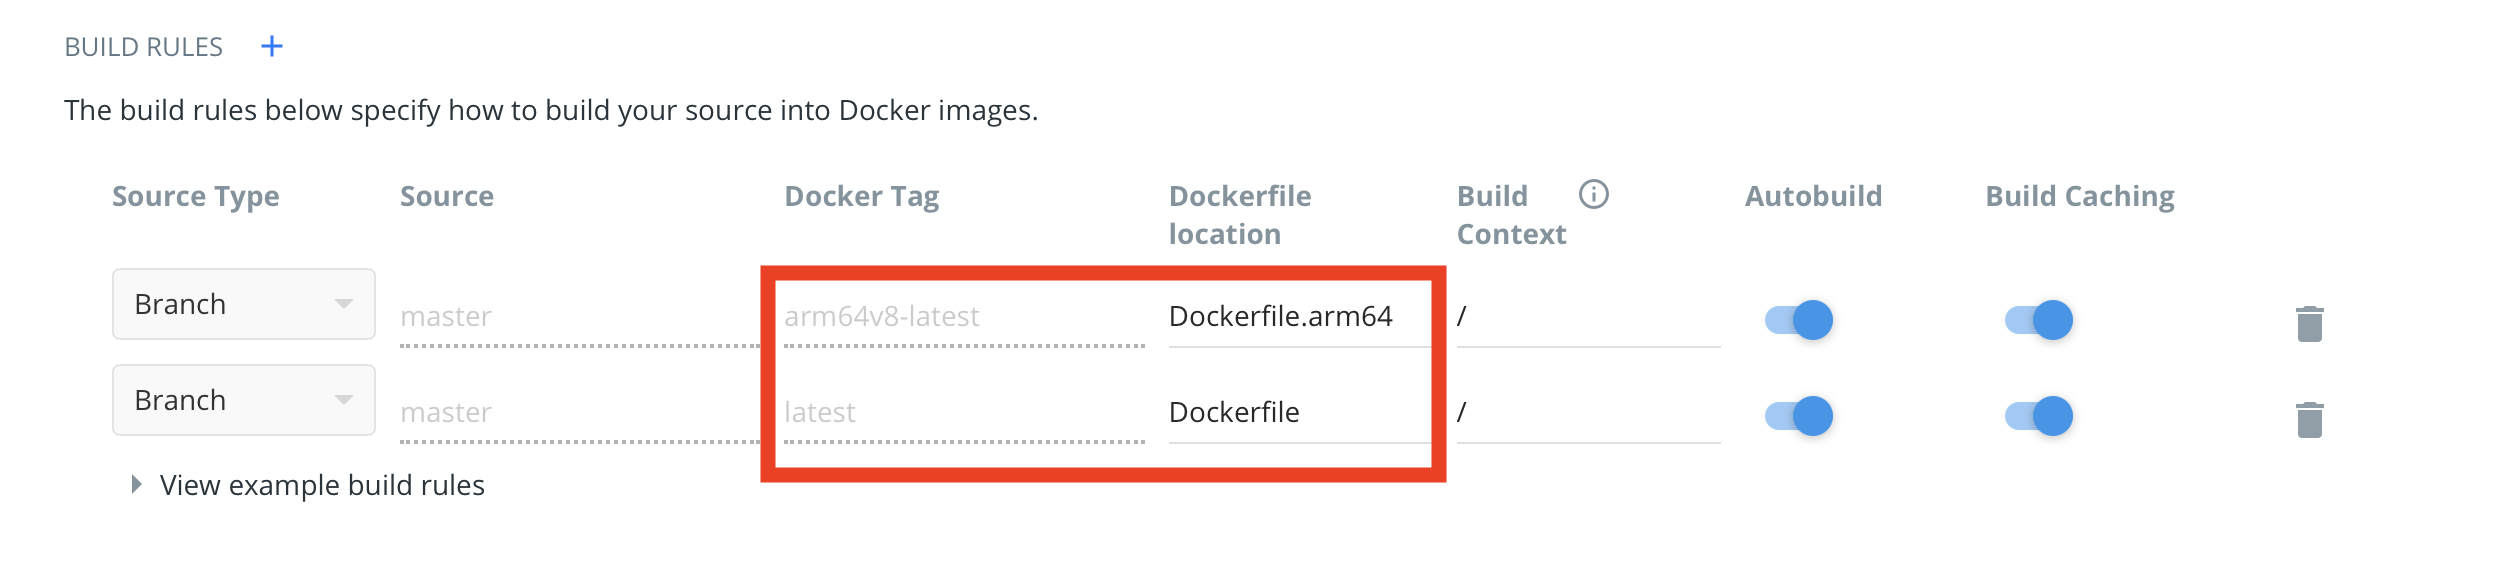 BUILD RULES +
The build rules below specify how to build your source into Docker images.
Source Type Source Docker Tag Dockerfile location Build Context Autobuild Build Caching
Branch master arm64v8-latest Dockerfile.arm64 /
Branch master latest Dockerfile /
View example build rules